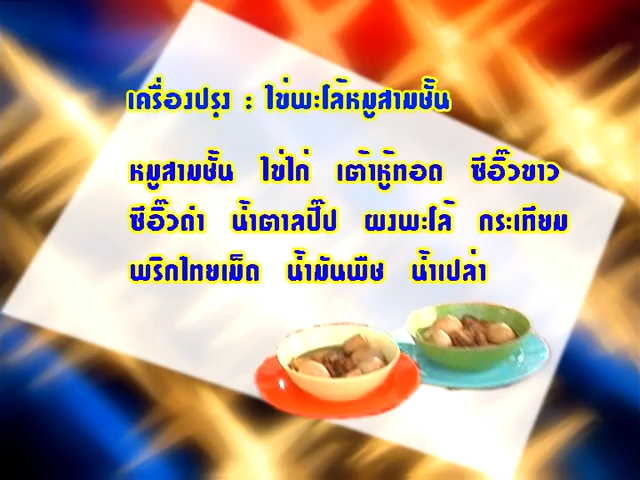 เครื่องปรุง : ไข่พะโล้หมูสามชั้น
หมูสามชั้น ไข่ไก่ เต้าหู้ทอด ซีอิ๊วขาว
ซีอิ๊วดำ น้ำตาลปี๊ป ผงพะโล้ กระเทียม
พริกไทยเม็ด น้ำมันพืช น้ำเปล่า